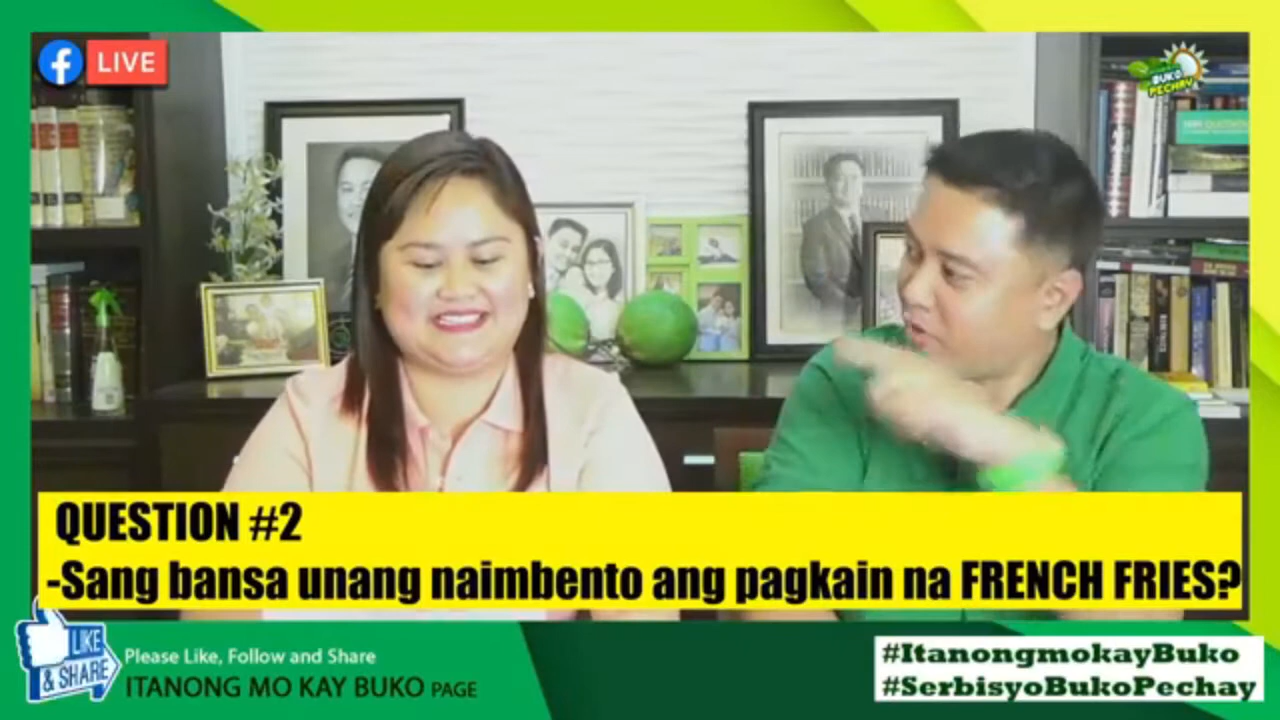 LIVE
BUKO
PECHAY
QUESTION #2
-Sang bansa unang naimbento ang pagkain na FRENCH FRIES?
LIKE
& SHARE
Please Like, Follow and Share
ITANONG MO KAY BUKO PAGE
#ItanongmokayBuko
#SerbisyoBukoPechay